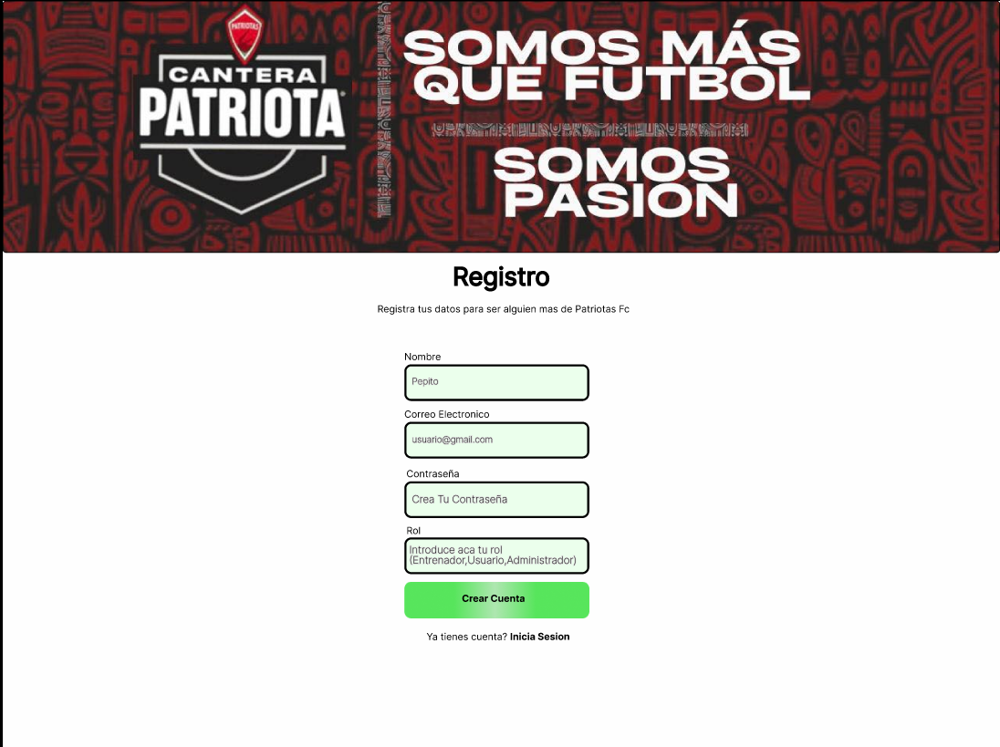 PATRIOTAS
CANTERA
PATRIOTA
SOMOS MÁS
QUE FUTBOL
SOMOS
PASION
Registro
Registra tus datos para ser alguien mas de Patriotas Fc
Nombre
Pepito
Correo Electronico
usuario@gmail.com
Contraseña
Crea Tu Contraseña
Rol
Introduce aca tu rol
(Entrenador,Usuario,Administrador)
Crear Cuenta
Ya tienes cuenta? Inicia Sesion